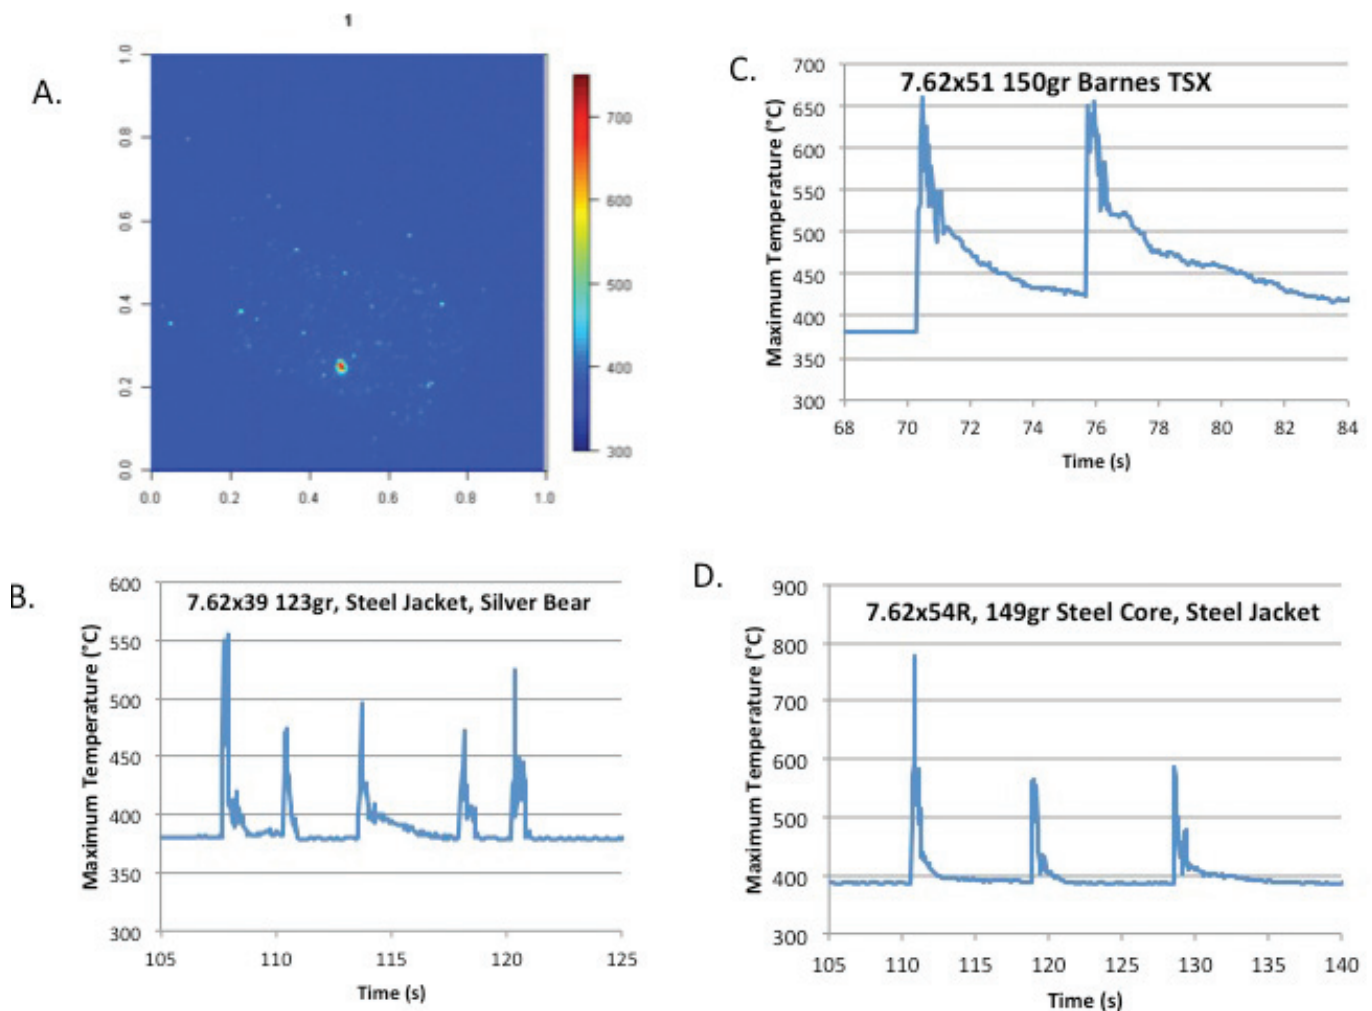 1
A.
1.0
0.8
0.6
0.4
0.2
0.0
0.0 0.2 0.4 0.6 0.8 1.0
700
600
500
400
300
C.
7.62x51 150gr Barnes TSX
Maximum Temperature (°C)
700
650
600
550
500
450
400
350
300
68 70 72 74 76 78 80 82 84
Time (s)
B.
7.62x39 123gr, Steel Jacket, Silver Bear
Maximum Temperature (°C)
600
550
500
450
400
350
300
105 110 115 120 125
Time (s)
D.
7.62x54R, 149gr Steel Core, Steel Jacket
Maximum Temperature (°C)
900
800
700
600
500
400
300
105 110 115 120 125 130 135 140
Time (s)